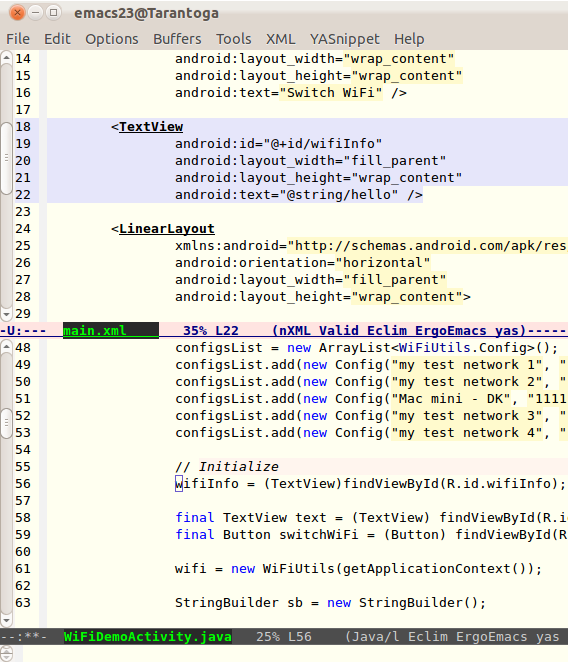 emacs23@Tarantoga
File Edit Options Buffers Tools XML YASnippet Help
14 android:layout_width="wrap_content"
15 android:layout_height="wrap_content"
16 android:text="Switch WiFi" />
17
18 <TextView
19 android:id="@+id/wifiInfo"
20 android:layout_width="fill_parent"
21 android:layout_height="wrap_content"
22 android:text="@string/hello" />
23
24 <LinearLayout
25 xmlns:android="http://schemas.android.com/apk/res
26 android:orientation="horizontal"
27 android:layout_width="fill_parent"
28 android:layout_height="wrap_content">
29
-U:--- main.xml 35% L22 (nXML Valid Eclim ErgoEmacs yas)-----
48 configsList = new ArrayList<WiFiUtils.Config>();
49 configsList.add(new Config("my test network 1", "
50 configsList.add(new Config("my test network 2", "
51 configsList.add(new Config("Mac mini - DK", "1111
52 configsList.add(new Config("my test network 3", "
53 configsList.add(new Config("my test network 4", "
54
55 // Initialize
56 wifiInfo = (TextView)findViewById(R.id.wifiInfo);
57
58 final TextView text = (TextView) findViewById(R.i
59 final Button switchWiFi = (Button) findViewById(R
60
61 wifi = new WiFiUtils(getApplicationContext());
62
63 StringBuilder sb = new StringBuilder();
--:**- WiFiDemoActivity.java 25% L56 (Java/l Eclim ErgoEmacs yas